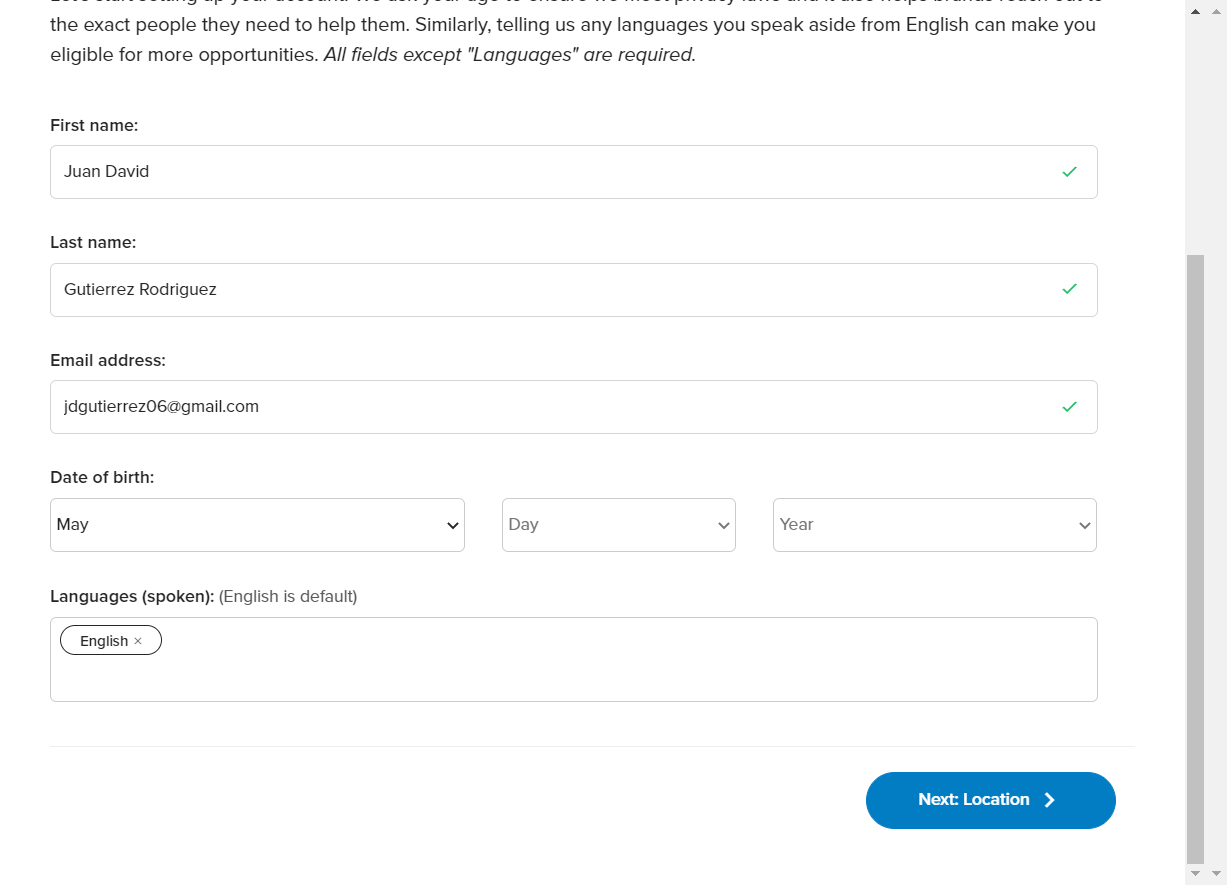 the exact people they need to help them. Similarly, telling us any languages you speak aside from English can make you
eligible for more opportunities. All fields except "Languages" are required.
First name:
Juan David
Last name:
Gutierrez Rodriguez
Email address:
jdgutierrez06@gmail.com
Date of birth:
May Day Year
Languages (spoken): (English is default)
English ×
Next: Location